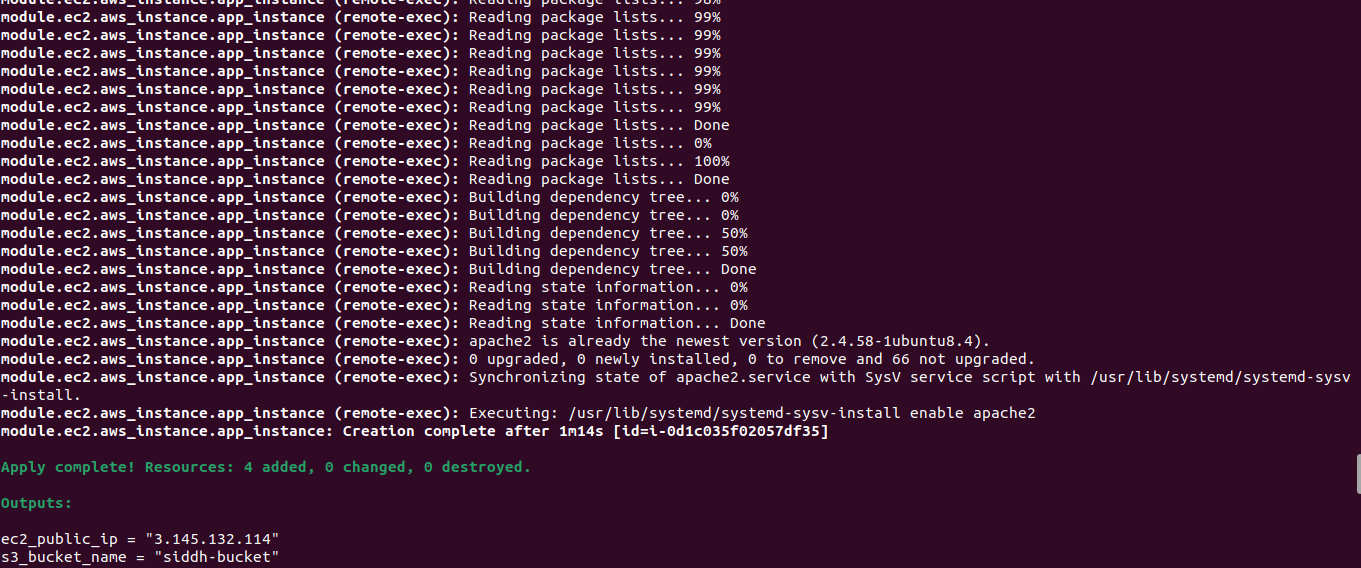 module.ec2.aws_instance.app_instance (remote-exec): Reading package lists... 98%
module.ec2.aws_instance.app_instance (remote-exec): Reading package lists... 99%
module.ec2.aws_instance.app_instance (remote-exec): Reading package lists... 99%
module.ec2.aws_instance.app_instance (remote-exec): Reading package lists... 99%
module.ec2.aws_instance.app_instance (remote-exec): Reading package lists... 99%
module.ec2.aws_instance.app_instance (remote-exec): Reading package lists... 99%
module.ec2.aws_instance.app_instance (remote-exec): Reading package lists... 99%
module.ec2.aws_instance.app_instance (remote-exec): Reading package lists... Done
module.ec2.aws_instance.app_instance (remote-exec): Reading package lists... 0%
module.ec2.aws_instance.app_instance (remote-exec): Reading package lists... 100%
module.ec2.aws_instance.app_instance (remote-exec): Reading package lists... Done
module.ec2.aws_instance.app_instance (remote-exec): Building dependency tree... 0%
module.ec2.aws_instance.app_instance (remote-exec): Building dependency tree... 0%
module.ec2.aws_instance.app_instance (remote-exec): Building dependency tree... 50%
module.ec2.aws_instance.app_instance (remote-exec): Building dependency tree... 50%
module.ec2.aws_instance.app_instance (remote-exec): Building dependency tree... Done
module.ec2.aws_instance.app_instance (remote-exec): Reading state information... 0%
module.ec2.aws_instance.app_instance (remote-exec): Reading state information... 0%
module.ec2.aws_instance.app_instance (remote-exec): Reading state information... Done
module.ec2.aws_instance.app_instance (remote-exec): apache2 is already the newest version (2.4.58-1ubuntu8.4).
module.ec2.aws_instance.app_instance (remote-exec): 0 upgraded, 0 newly installed, 0 to remove and 66 not upgraded.
module.ec2.aws_instance.app_instance (remote-exec): Synchronizing state of apache2.service with SysV service script with /usr/lib/systemd/systemd-sysv
-install.
module.ec2.aws_instance.app_instance (remote-exec): Executing: /usr/lib/systemd/systemd-sysv-install enable apache2
module.ec2.aws_instance.app_instance: Creation complete after 1m14s [id=i-0d1c035f02057df35]
Apply complete! Resources: 4 added, 0 changed, 0 destroyed.
Outputs:
ec2_public_ip = "3.145.132.114"
s3_bucket_name = "siddh-bucket"